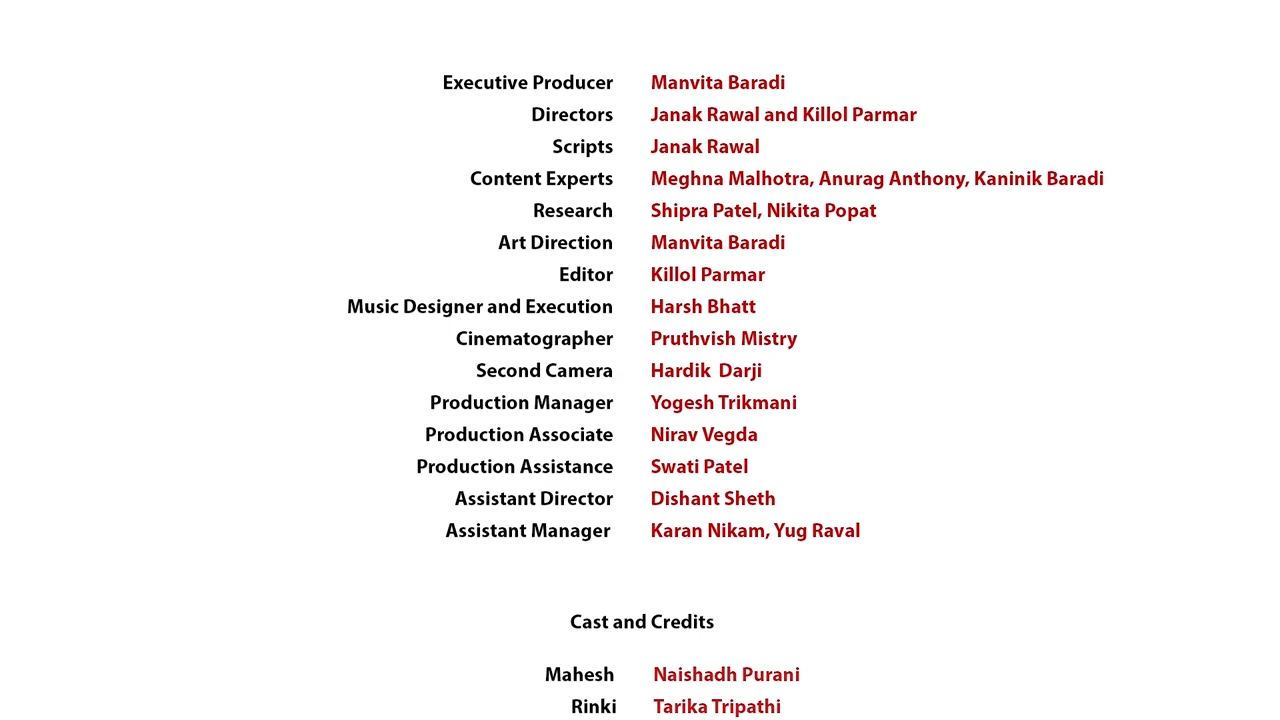 Executive Producer Manvita Baradi
Directors Janak Rawal and Killol Parmar
Scripts Janak Rawal
Content Experts Meghna Malhotra, Anurag Anthony, Kaninik Baradi
Research Shipra Patel, Nikita Popat
Art Direction Manvita Baradi
Editor Killol Parmar
Music Designer and Execution Harsh Bhatt
Cinematographer Pruthvish Mistry
Second Camera Hardik Darji
Production Manager Yogesh Trikmani
Production Associate Nirav Vegda
Production Assistance Swati Patel
Assistant Director Dishant Sheth
Assistant Manager Karan Nikam, Yug Raval
Cast and Credits
Mahesh Naishadh Purani
Rinki Tarika Tripathi